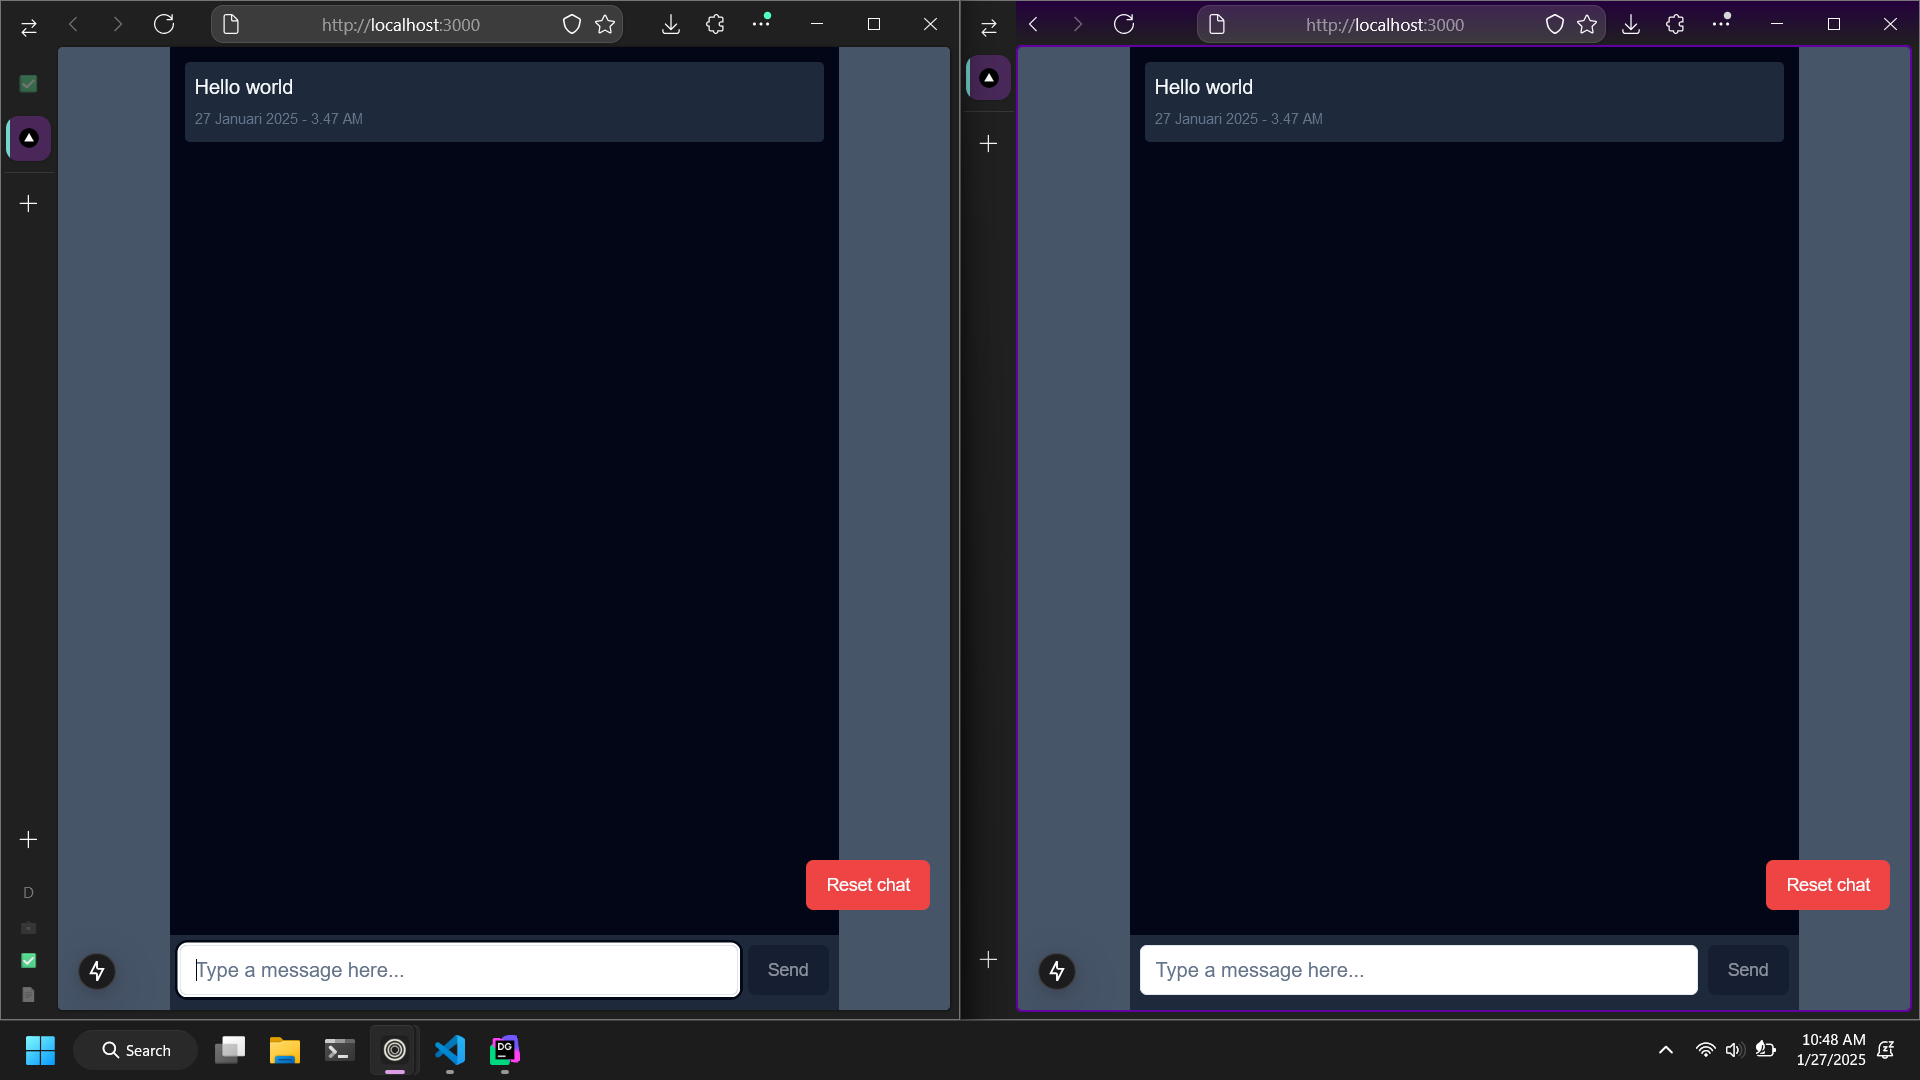 http://localhost:3000
Hello world
27 Januari 2025 - 3.47 AM
Reset chat
Type a message here...
Send
D
http://localhost:3000
Hello world
27 Januari 2025 - 3.47 AM
Reset chat
Type a message here...
Send
Search
DG
10:48 AM
1/27/2025